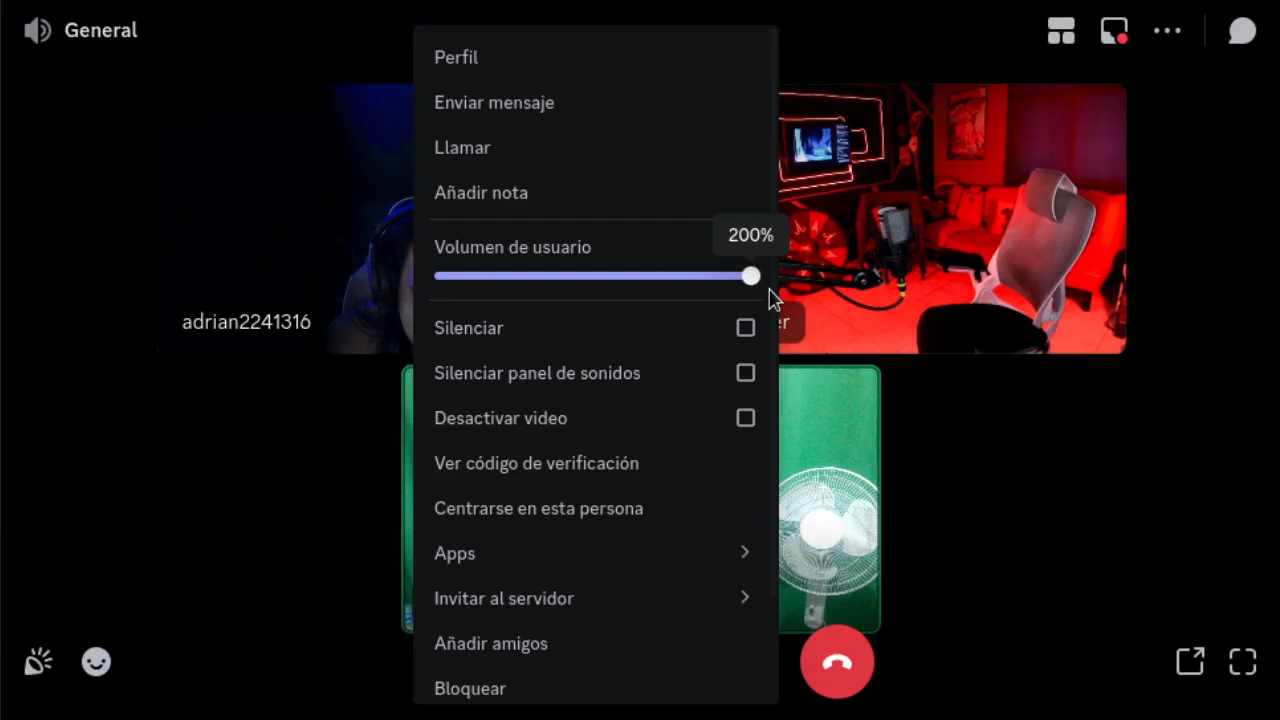 General
Perfil
Enviar mensaje
Llamar
Añadir nota
Volumen de usuario
200%
adrian2241316
er
Silenciar
Silenciar panel de sonidos
Desactivar video
Ver código de verificación
Centrarse en esta persona
Apps
Invitar al servidor
Añadir amigos
Bloquear